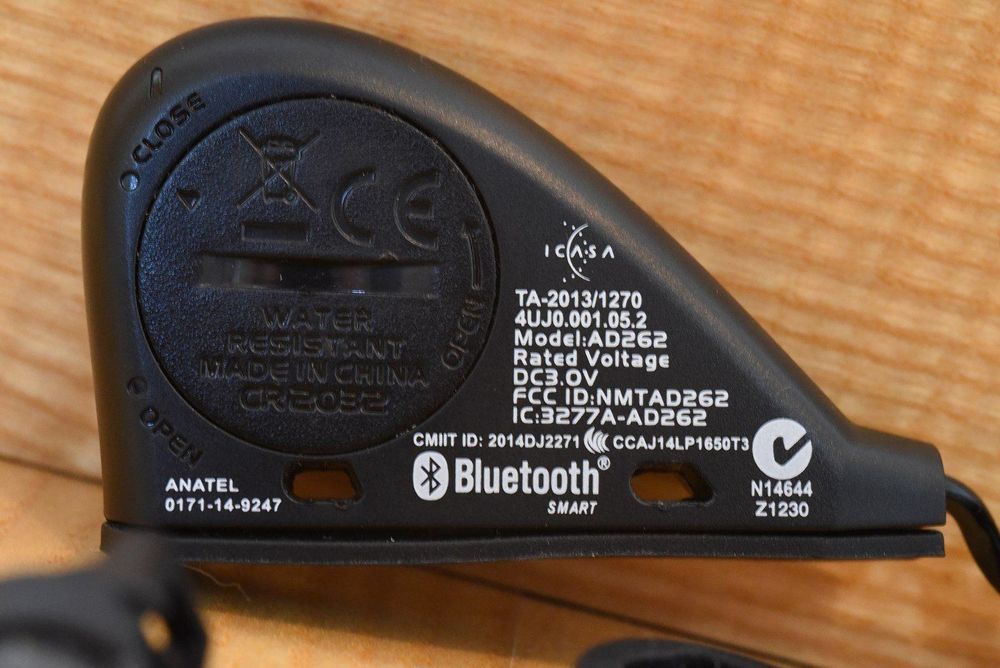 CLOSE
CE
OPEN
WATER
RESISTANT
MADE IN CHINA
CR2032
OPEN
ICASA
TA-2013/1270
4UJ0.001.05.2
Model:AD262
Rated Voltage
DC3.0V
FCC ID:NMTAD262
IC:3277A-AD262
CMIIT ID: 2014DJ2271 CCAJ14LP1650T3
Bluetooth®
SMART
ANATEL
0171-14-9247
N14644
Z1230